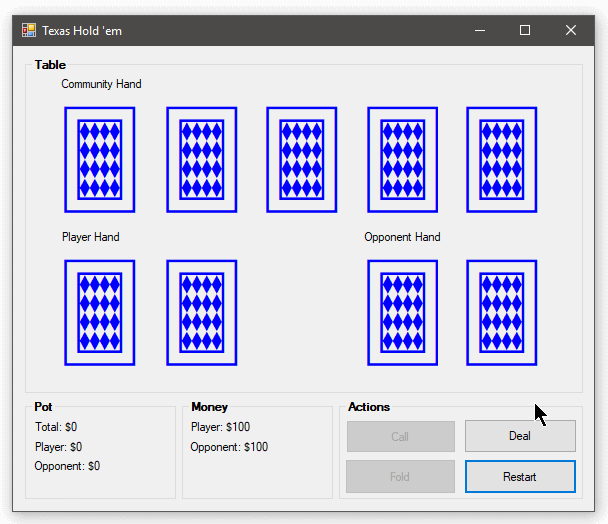 Texas Hold 'em
Table
Community Hand
Player Hand
Opponent Hand
Pot
Total: $0
Player: $0
Opponent: $0
Money
Player: $100
Opponent: $100
Actions
Call
Deal
Fold
Restart